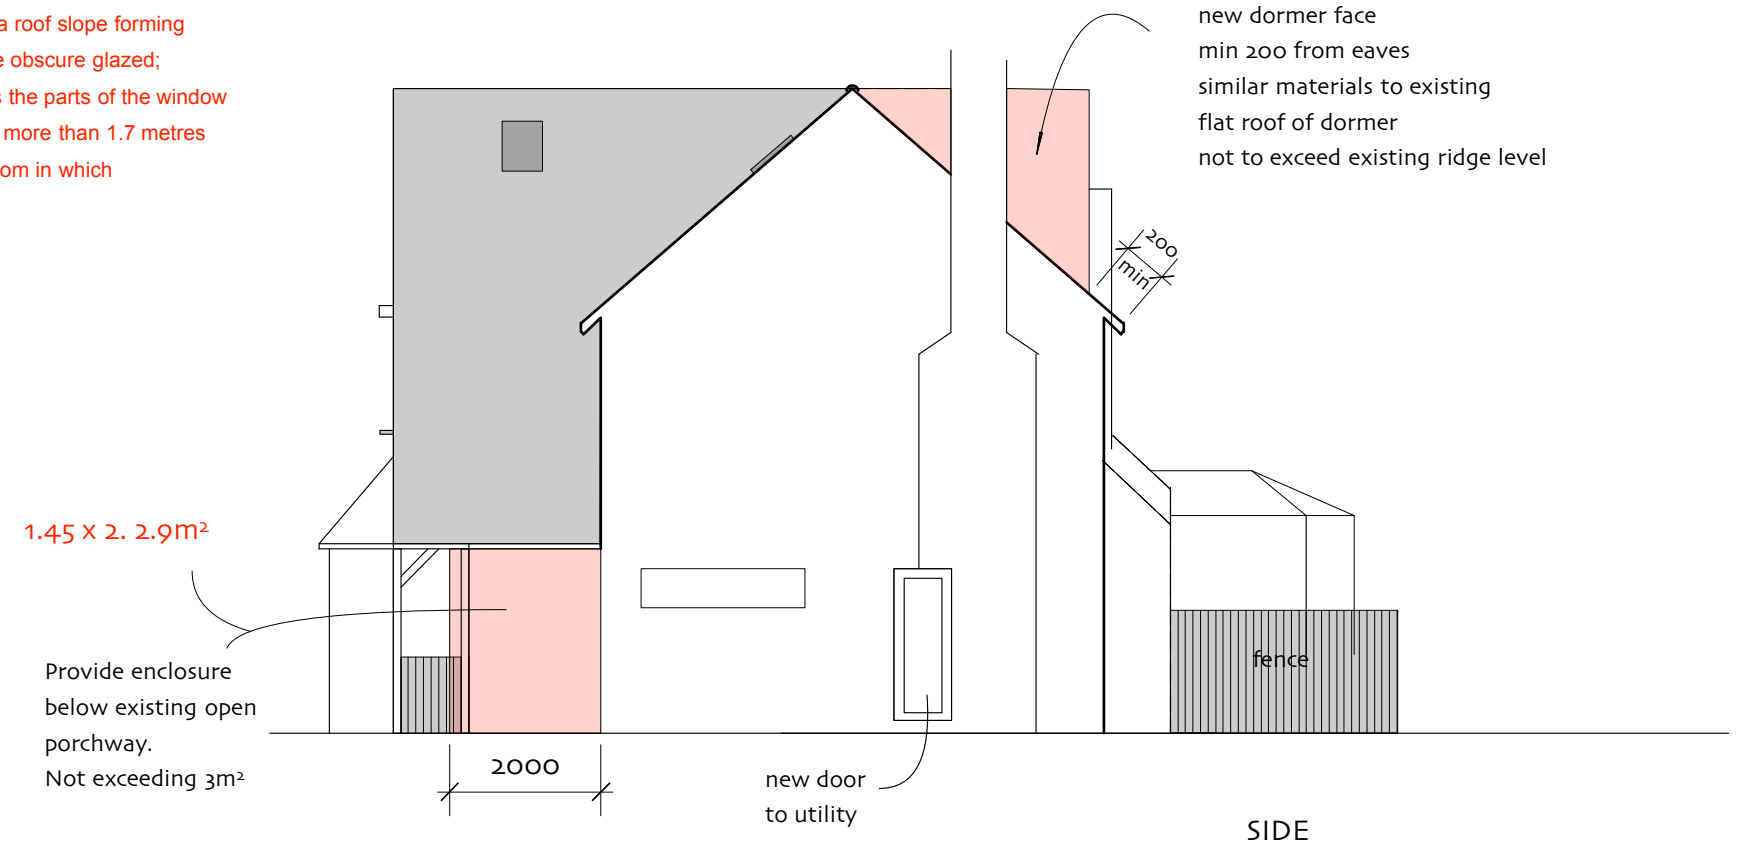 a roof slope forming
e obscure glazed;
s the parts of the window
more than 1.7 metres
om in which
new dormer face
min 200 from eaves
similar materials to existing
flat roof of dormer
not to exceed existing ridge level
200
min
1.45 x 2. 2.9m²
Provide enclosure
below existing open
porchway.
Not exceeding 3m²
2000
new door
to utility
fence
SIDE